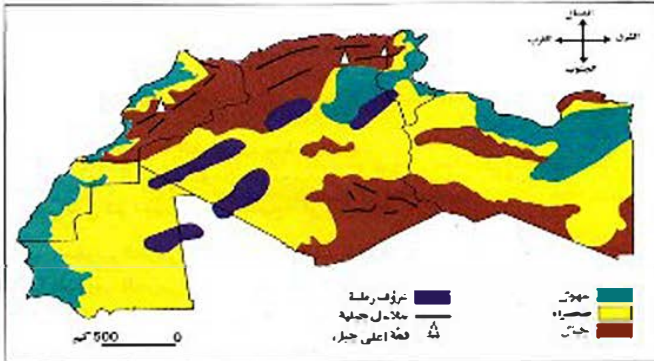 الشمال
الشرق
الغرب
الجنوب
سهول
صحراء
جبال
عروق رملية
سلاسل جبلية
قمة أعلى جبل
500 كم
0